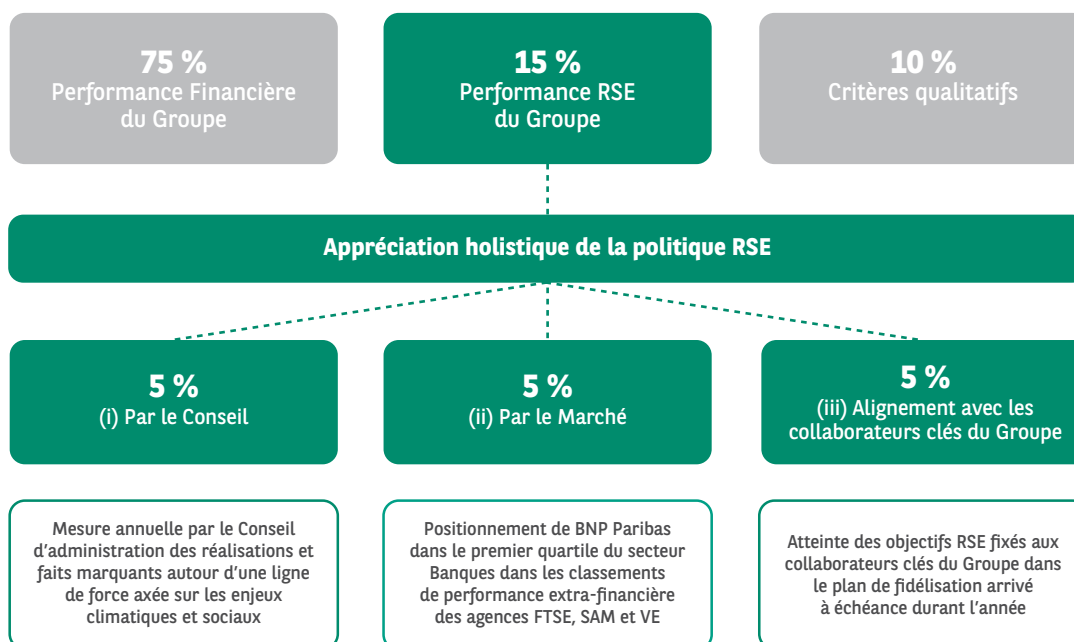 75 %
Performance Financière
du Groupe
15 %
Performance RSE
du Groupe
10 %
Critères qualitatifs
Appréciation holistique de la politique RSE
5 %
(i) Par le Conseil
5 %
(ii) Par le Marché
5 %
(iii) Alignement avec les
collaborateurs clés du Groupe
Mesure annuelle par le Conseil
d’administration des réalisations et
faits marquants autour d’une ligne
de force axée sur les enjeux
climatiques et sociaux
Positionnement de BNP Paribas
dans le premier quartile du secteur
Banques dans les classements
de performance extra-financière
des agences FTSE, SAM et VE
Atteinte des objectifs RSE fixés aux
collaborateurs clés du Groupe dans
le plan de fidélisation arrivé
à échéance durant l’année